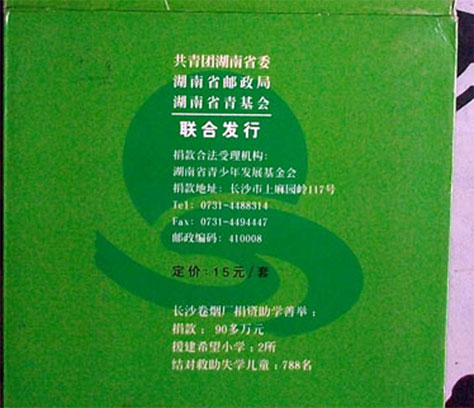 共青团湖南省委
湖南省邮政局
湖南省青基会
联合发行
捐款合法受理机构:
湖南省青少年发展基金会
捐款地址: 长沙市上麻园岭117号
Tel: 0731-4488314
Fax: 0731-4494447
邮政编码: 410008
定价:15元/套
长沙卷烟厂捐资助学善举:
捐款: 90多万元
援建希望小学:2所
结对救助失学儿童:788名